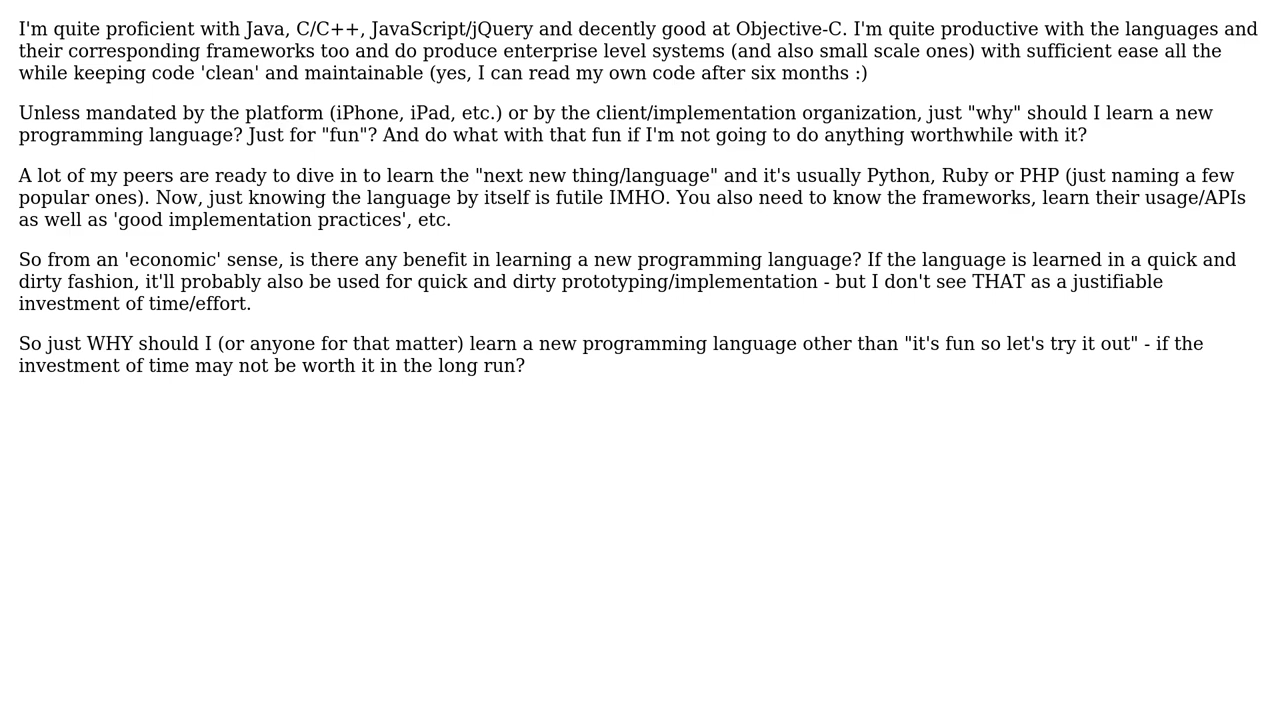 I'm quite proficient with Java, C/C++, JavaScript/jQuery and decently good at Objective-C. I'm quite productive with the languages and
their corresponding frameworks too and do produce enterprise level systems (and also small scale ones) with sufficient ease all the
while keeping code 'clean' and maintainable (yes, I can read my own code after six months :)
Unless mandated by the platform (iPhone, iPad, etc.) or by the client/implementation organization, just "why" should I learn a new
programming language? Just for "fun"? And do what with that fun if I'm not going to do anything worthwhile with it?
A lot of my peers are ready to dive in to learn the "next new thing/language" and it's usually Python, Ruby or PHP (just naming a few
popular ones). Now, just knowing the language by itself is futile IMHO. You also need to know the frameworks, learn their usage/APIs
as well as 'good implementation practices', etc.
So from an 'economic' sense, is there any benefit in learning a new programming language? If the language is learned in a quick and
dirty fashion, it'll probably also be used for quick and dirty prototyping/implementation - but I don't see THAT as a justifiable
investment of time/effort.
So just WHY should I (or anyone for that matter) learn a new programming language other than "it's fun so let's try it out" - if the
investment of time may not be worth it in the long run?